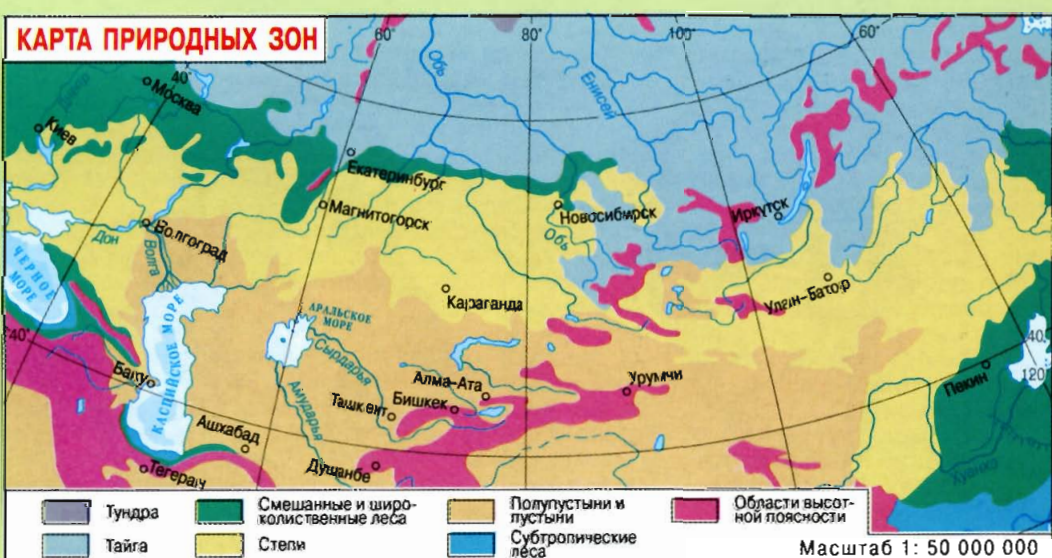 КАРТА ПРИРОДНЫХ ЗОН
60°
80°
100°
60°
40°
Обь
Енисей
Москва
Киев
Екатеринбург
Магнитогорск
Новосибирск
Обь
Иркутск
Дон
Волга
Волгоград
ЧЕРНОЕ
МОРЕ
Караганда
Улан-Батор
АРАЛЬСКОЕ
МОРЕ
КАСПИЙСКОЕ МОРЕ
Сырдарья
Амударья
40°
40°
120°
Баку
Алма-Ата
Урумчи
Пекин
Бишкек
Ташкент
Ашхабад
Душанбе
Тегеран
Тундра
Тайга
Смешанные и широ-
колиственные леса
Степи
Полупустыни и
пустыни
Субтропические
леса
Области высот-
ной поясности
Масштаб 1: 50 000 000